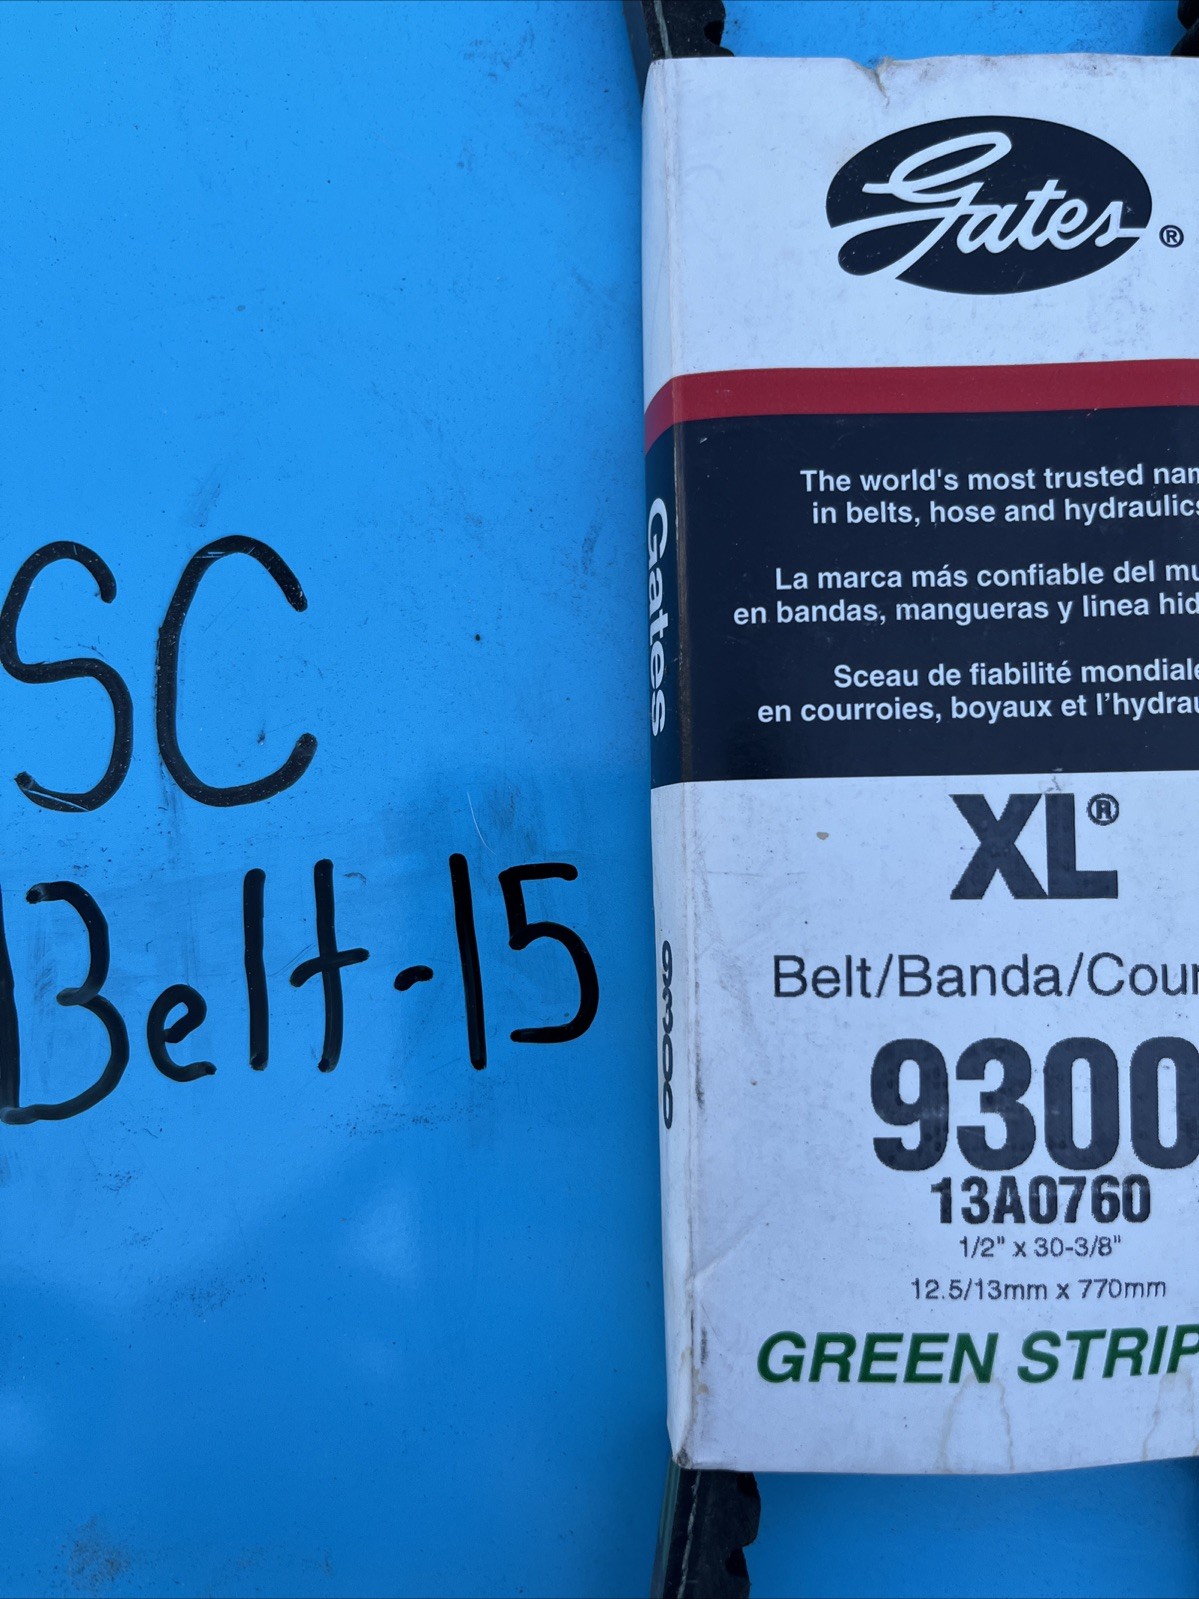 Gates®
The world's most trusted nam
in belts, hose and hydraulics
La marca más confiable del mu
en bandas, mangueras y linea hid
Sceau de fiabilité mondiale
en courroies, boyaux et l'hydrau
Gates
SC
Belt-15
XL®
Belt/Banda/Cour
9300
9300
13A0760
1/2" x 30-3/8"
12.5/13mm x 770mm
GREEN STRIP